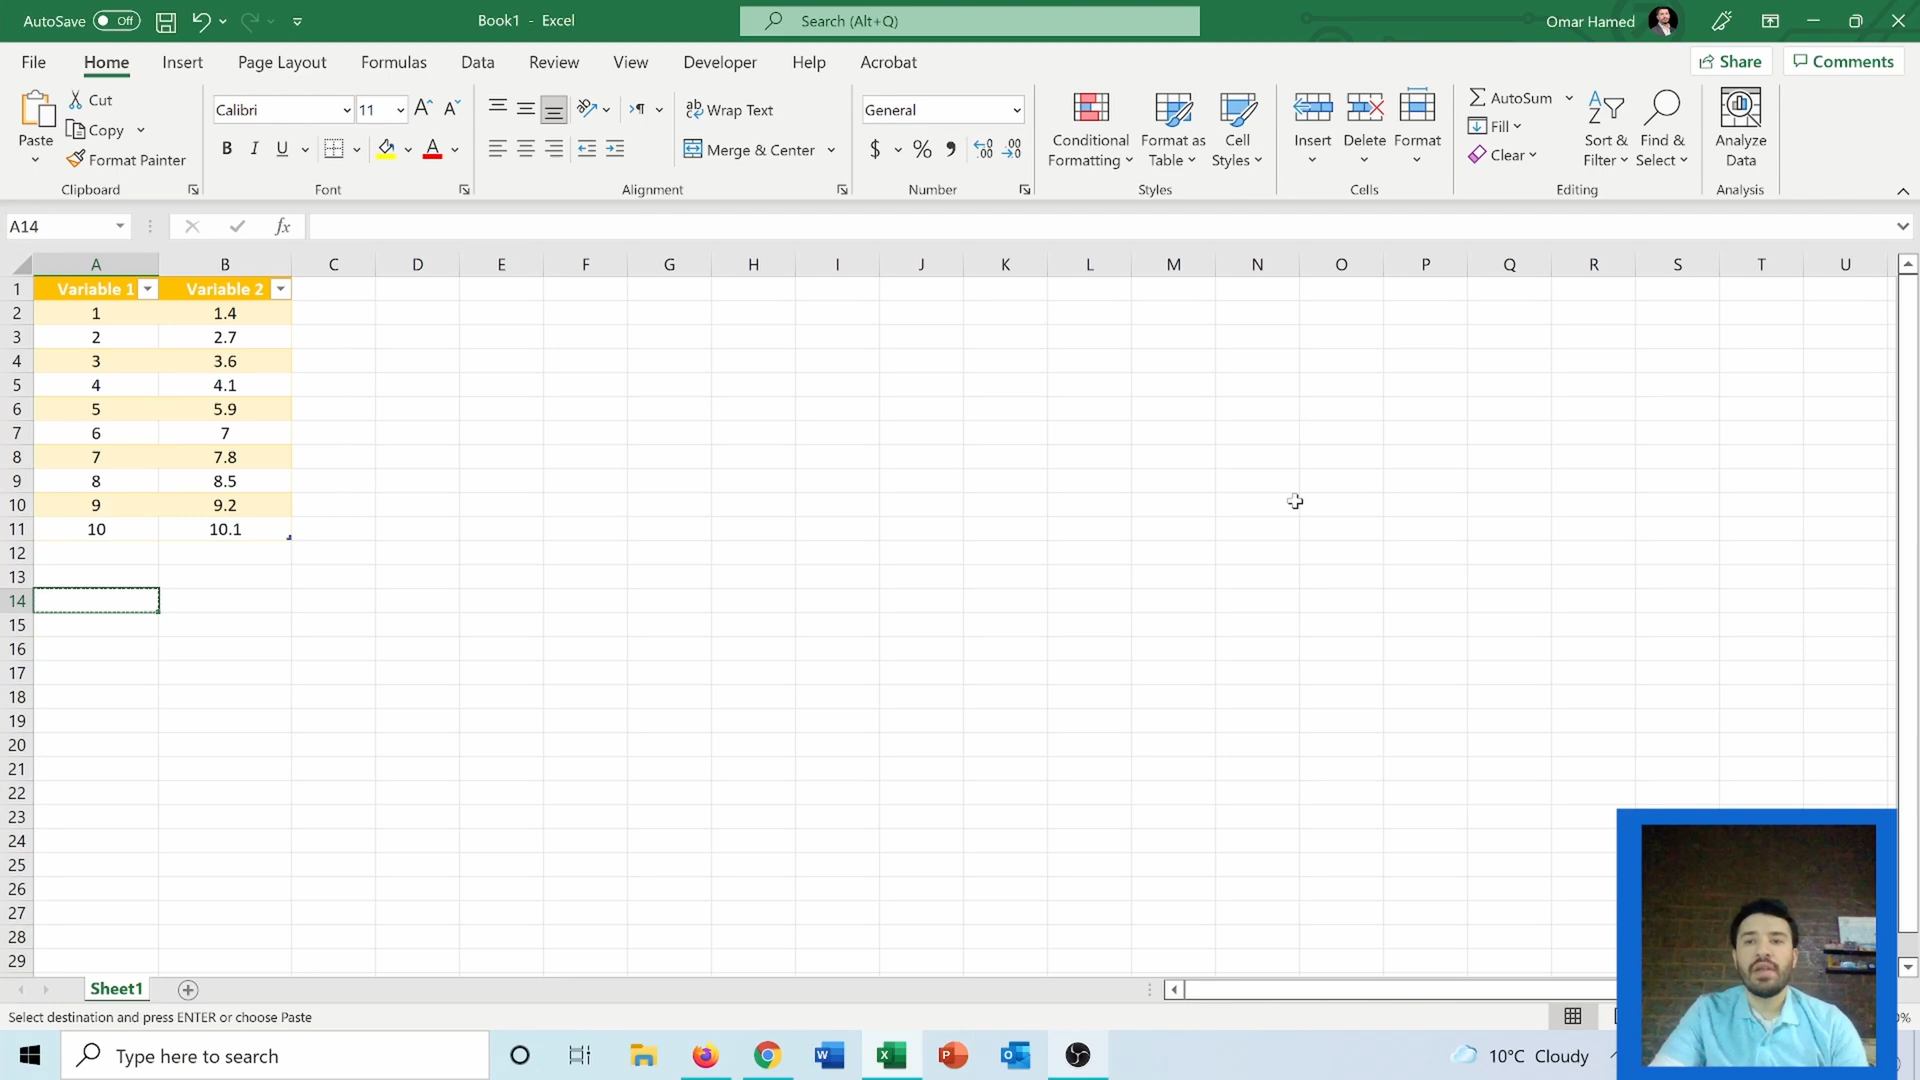 AutoSave Off
Book1 - Excel
Search (Alt+Q)
Omar Hamed
File Home Insert Page Layout Formulas Data Review View Developer Help Acrobat
Share Comments
Paste
Cut
Copy
Format Painter
Clipboard
Calibri 11
B I U
Font
Wrap Text
Merge & Center
Alignment
General
$ % 9
Number
Conditional Formatting
Format as Table
Cell Styles
Styles
Insert Delete Format
Cells
AutoSum
Fill
Clear
Sort & Filter
Find & Select
Editing
Analyze Data
Analysis
A14
fx
A B C D E F G H I J K L M N O P Q R S T U
1 Variable 1 Variable 2
2 1 1.4
3 2 2.7
4 3 3.6
5 4 4.1
6 5 5.9
7 6 7
8 7 7.8
9 8 8.5
10 9 9.2
11 10 10.1
12
13
14
15
16
17
18
19
20
21
22
23
24
25
26
27
28
29
Sheet1
Select destination and press ENTER or choose Paste
Type here to search
10°C Cloudy